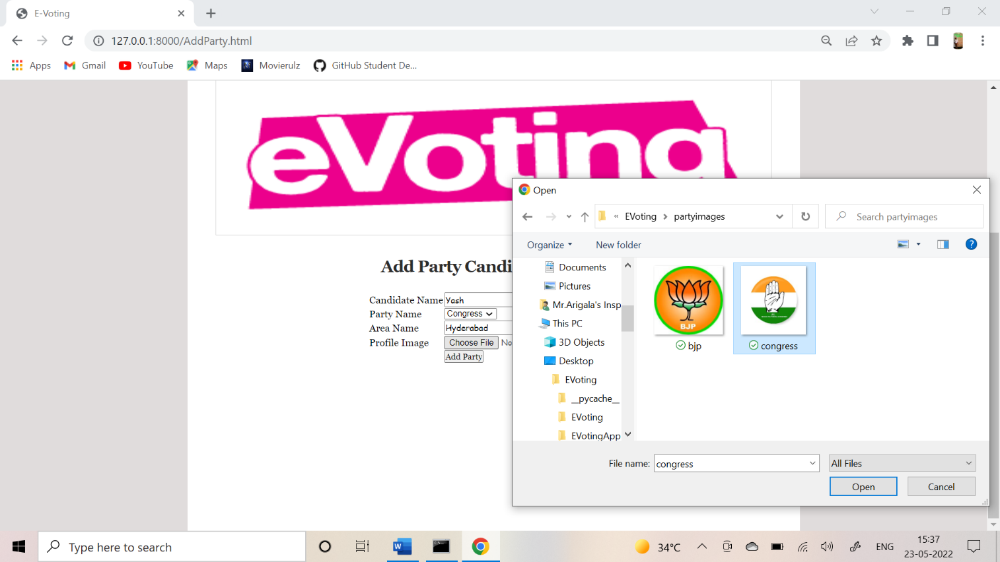 E-Voting
127.0.0.1:8000/AddParty.html
Apps Gmail YouTube Maps Movierulz GitHub Student De...
eVoting
Add Party Candi
Candidate Name Yash
Party Name Congress
Area Name Hyderabad
Profile Image Choose File No
Add Party
Open
« EVoting > partyimages
Search partyimages
Organize New folder
Documents
Pictures
Mr.Arigala's Insp
This PC
3D Objects
Desktop
EVoting
__pycache__
EVoting
EVotingApp
BJP
bjp congress
File name: congress
All Files
Open Cancel
Type here to search
34°C
ENG
15:37
23-05-2022